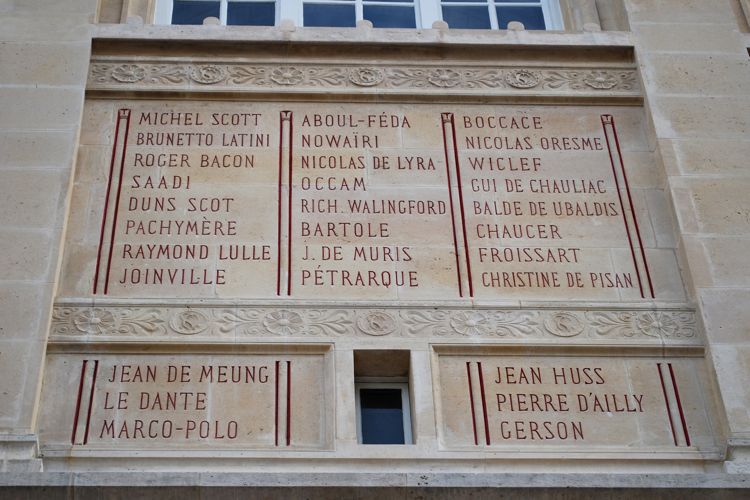 MICHEL SCOTT
BRUNETTO LATINI
ROGER BACON
SAADI
DUNS SCOT
PACHYMÈRE
RAYMOND LULLE
JOINVILLE
ABOUL-FÉDA
NOWAÏRI
NICOLAS DE LYRA
OCCAM
RICH. WALINGFORD
BARTOLE
J. DE MURIS
PÉTRARQUE
BOCCACE
NICOLAS ORESME
WICLEF
GUI DE CHAULIAC
BALDE DE UBALDIS
CHAUCER
FROISSART
CHRISTINE DE PISAN
JEAN DE MEUNG
LE DANTE
MARCO-POLO
JEAN HUSS
PIERRE D'AILLY
GERSON